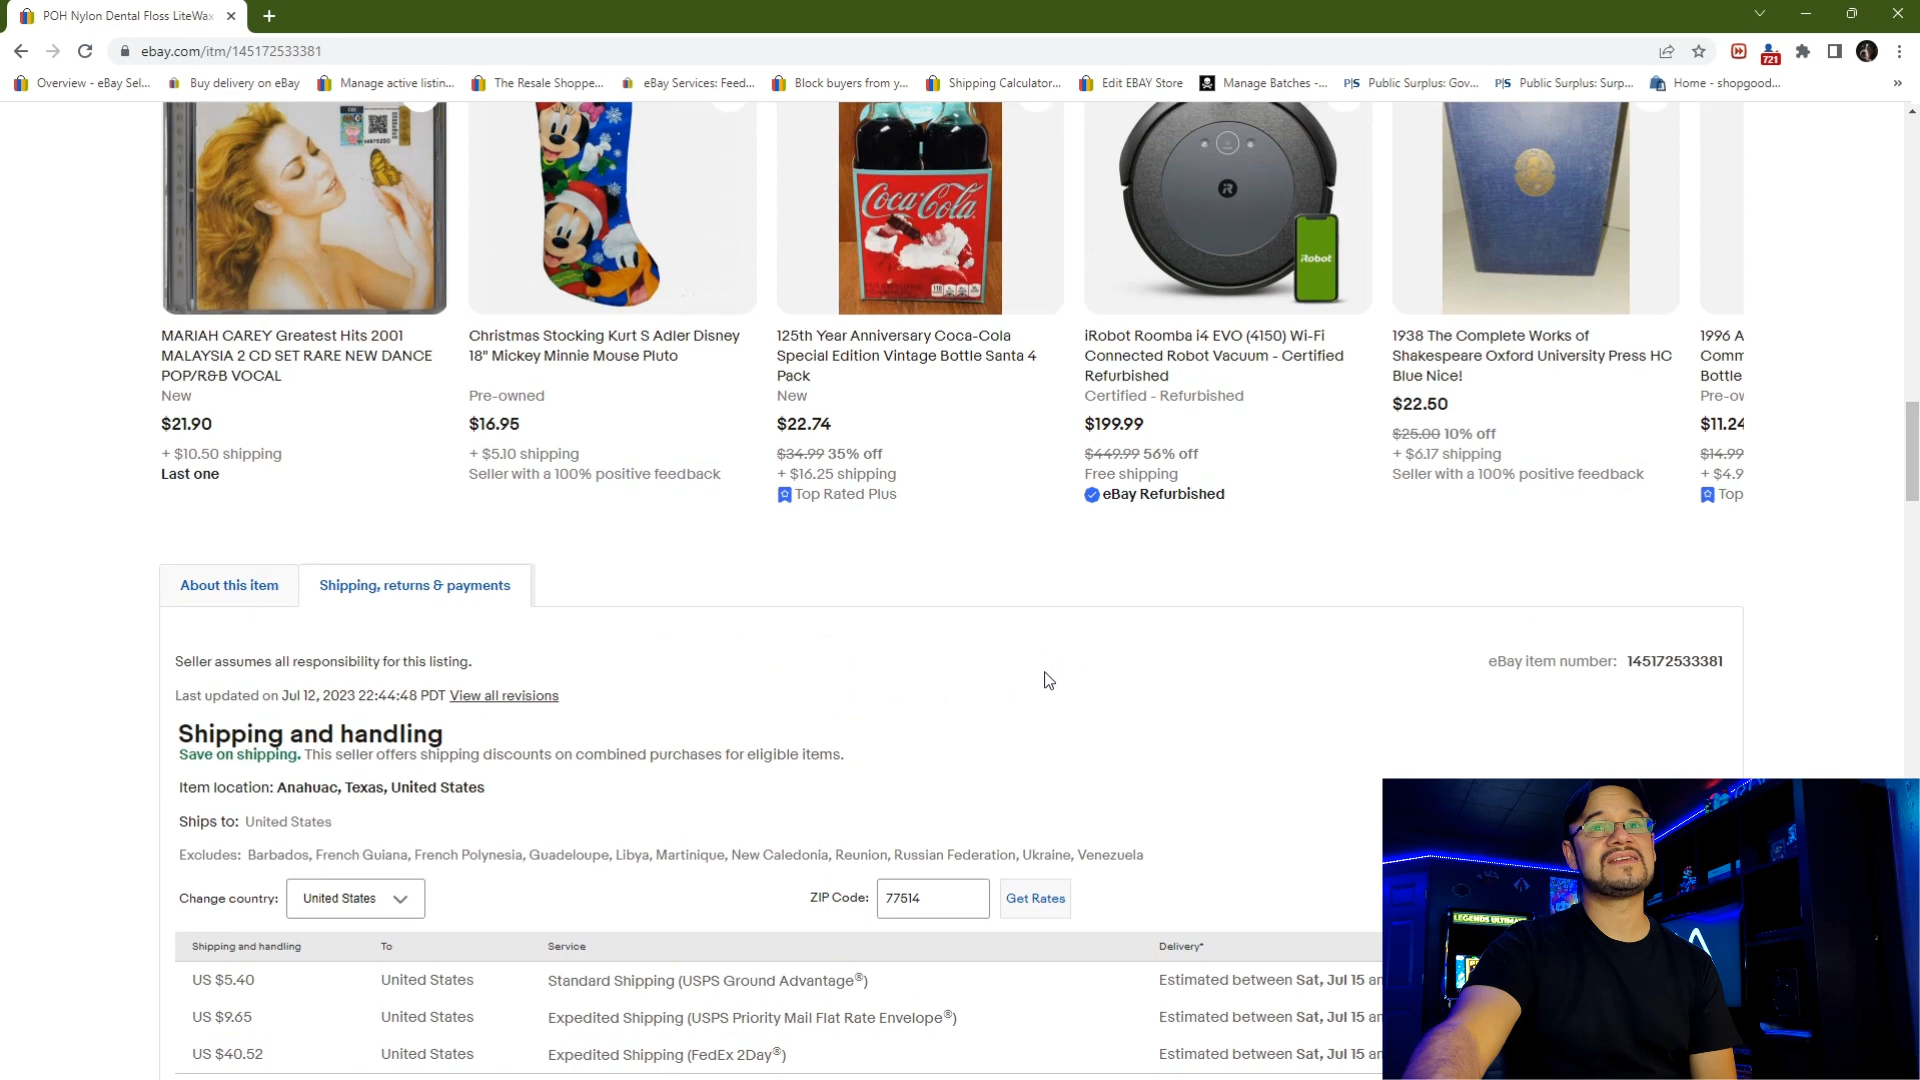 POH Nylon Dental Floss LiteWax
ebay.com/itm/145172533381
721
Overview - eBay Sel...
Buy delivery on eBay
Manage active listin...
The Resale Shoppe...
eBay Services: Feed...
Block buyers from y...
Shipping Calculator...
Edit EBAY Store
Manage Batches -...
P|S Public Surplus: Gov...
P|S Public Surplus: Surp...
Home - shopgood...
»
Coca-Cola
iRobot
MARIAH CAREY Greatest Hits 2001
MALAYSIA 2 CD SET RARE NEW DANCE
POP/R&B VOCAL
New
$21.90
+ $10.50 shipping
Last one
Christmas Stocking Kurt S Adler Disney
18" Mickey Minnie Mouse Pluto
Pre-owned
$16.95
+ $5.10 shipping
Seller with a 100% positive feedback
125th Year Anniversary Coca-Cola
Special Edition Vintage Bottle Santa 4
Pack
New
$22.74
$34.99 35% off
+ $16.25 shipping
Top Rated Plus
iRobot Roomba i4 EVO (4150) Wi-Fi
Connected Robot Vacuum - Certified
Refurbished
Certified - Refurbished
$199.99
$449.99 56% off
Free shipping
eBay Refurbished
1938 The Complete Works of
Shakespeare Oxford University Press HC
Blue Nice!
$22.50
$25.00 10% off
+ $6.17 shipping
Seller with a 100% positive feedback
1996 A
Comm
Bottle
Pre-ow
$11.24
$14.99
+ $4.9
Top
About this item
Shipping, returns & payments
Seller assumes all responsibility for this listing.
eBay item number: 145172533381
Last updated on Jul 12, 2023 22:44:48 PDT View all revisions
Shipping and handling
Save on shipping. This seller offers shipping discounts on combined purchases for eligible items.
Item location: Anahuac, Texas, United States
Ships to: United States
Excludes: Barbados, French Guiana, French Polynesia, Guadeloupe, Libya, Martinique, New Caledonia, Reunion, Russian Federation, Ukraine, Venezuela
Change country: United States
ZIP Code: 77514 Get Rates
Shipping and handling To Service Delivery*
US $5.40 United States Standard Shipping (USPS Ground Advantage®) Estimated between Sat, Jul 15 an
US $9.65 United States Expedited Shipping (USPS Priority Mail Flat Rate Envelope®) Estimated between Sat, Jul 15 an
US $40.52 United States Expedited Shipping (FedEx 2Day®) Estimated between Sat, Jul 15 an
LEGENDS ULTIMA